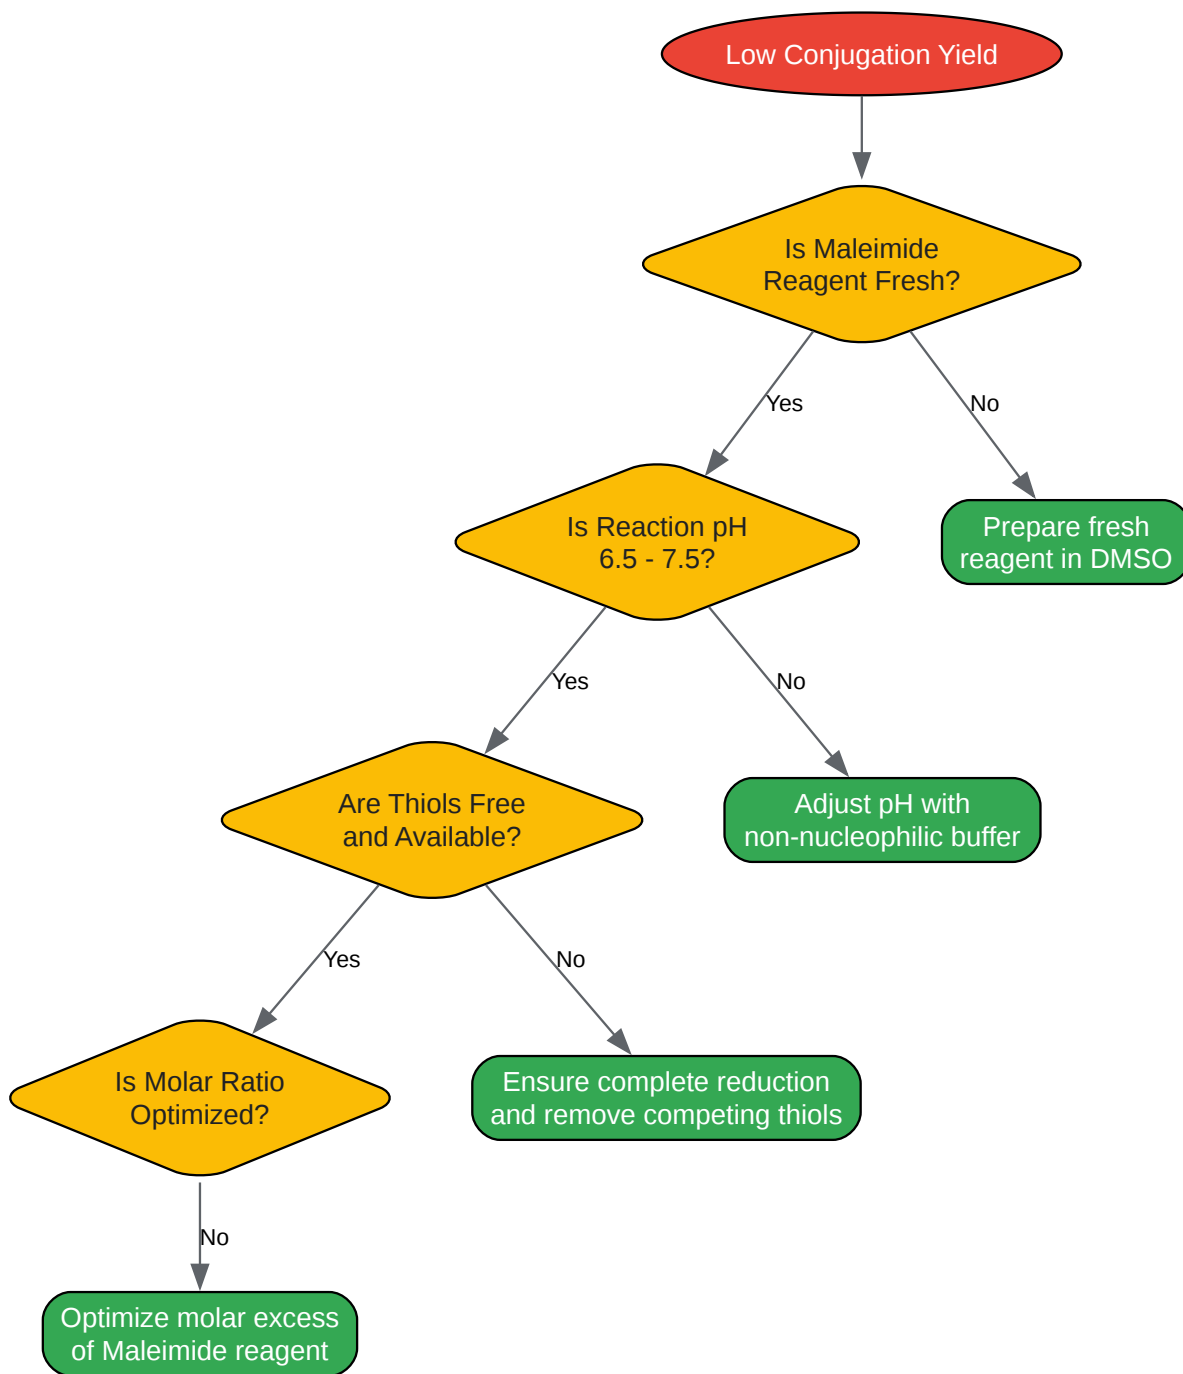 Low Conjugation Yield
Is Maleimide
Reagent Fresh?
Yes
No
Is Reaction pH
6.5 - 7.5?
Prepare fresh
reagent in DMSO
Yes
No
Are Thiols Free
and Available?
Adjust pH with
non-nucleophilic buffer
Yes
No
Is Molar Ratio
Optimized?
Ensure complete reduction
and remove competing thiols
No
Optimize molar excess
of Maleimide reagent